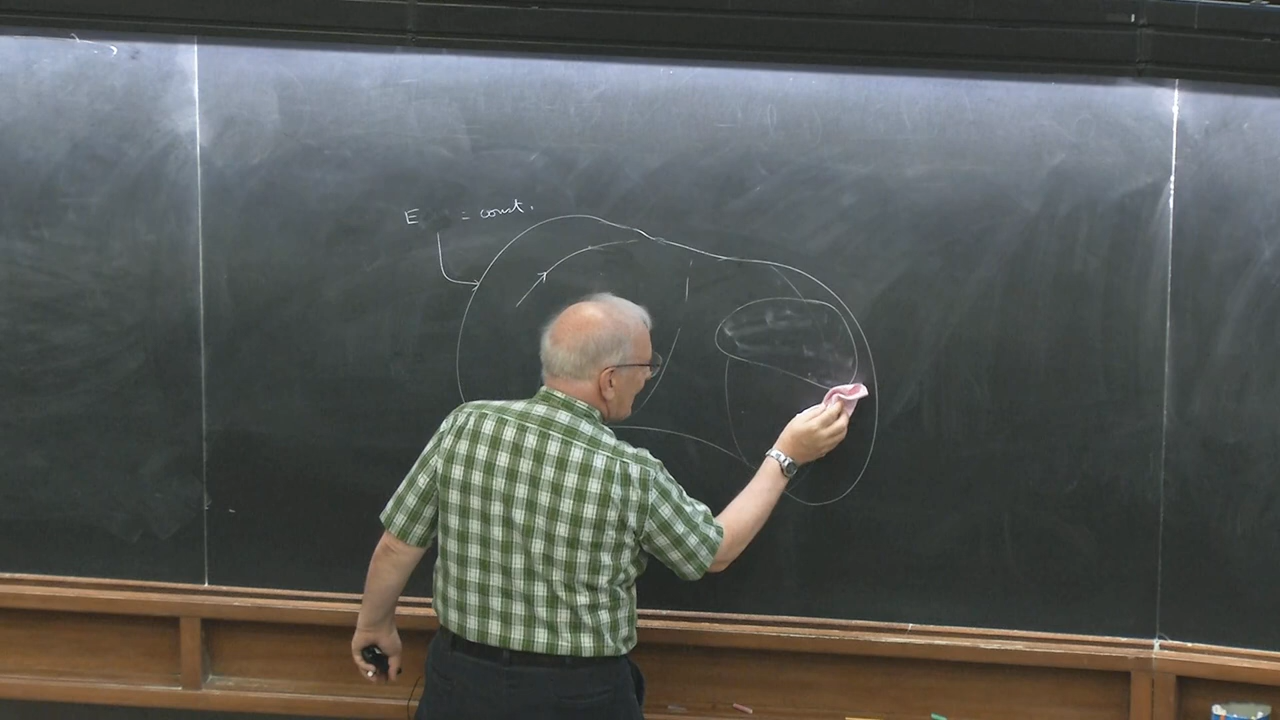 E = const.